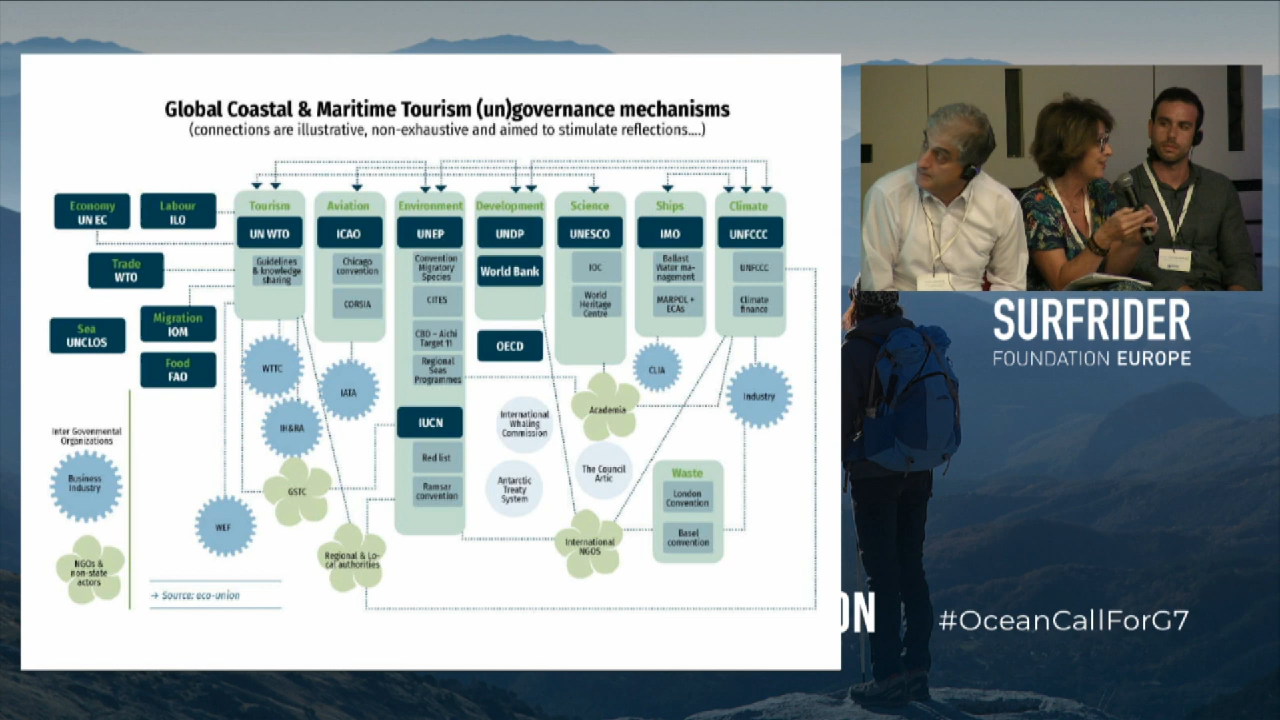 Global Coastal & Maritime Tourism (un)governance mechanisms
(connections are illustrative, non-exhaustive and aimed to stimulate reflections....)
Economy
UN EC
Labour
ILO
Trade
WTO
Migration
IOM
Sea
UNCLOS
Food
FAO
Tourism
UN WTO
Guidelines
& knowledge
sharing
Aviation
ICAO
Chicago
convention
CORSIA
Environment
UNEP
Convention
Migratory
Species
CITES
CBD – Aichi
Target 11
Regional
Seas
Programmes
IUCN
Red list
Ramsar
convention
Development
UNDP
World Bank
OECD
Science
UNESCO
IOC
World
Heritage
Centre
Ships
IMO
Ballast
Water ma-
nagement
MARPOL +
ECAs
Climate
UNFCCC
UNFCCC
Climate
finance
WTTC
IATA
IH&RA
GSTC
WEF
Regional & Lo-
cal authorities
International
Whaling
Commission
Antarctic
Treaty
System
The Council
Artic
Academia
CLIA
Industry
International
NGOS
Waste
London
Convention
Basel
convention
Inter Govenmental
Organizations
Business
Industry
NGOs &
non-state
actors
→ Source: eco-union
SURFRIDER
FOUNDATION EUROPE
ON
#OceanCallForG7